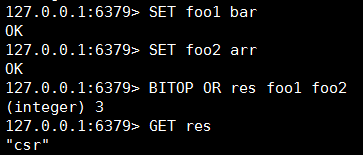 127.0.0.1:6379> SET foo1 bar
OK
127.0.0.1:6379> SET foo2 arr
OK
127.0.0.1:6379> BITOP OR res foo1 foo2
(integer) 3
127.0.0.1:6379> GET res
"csr"